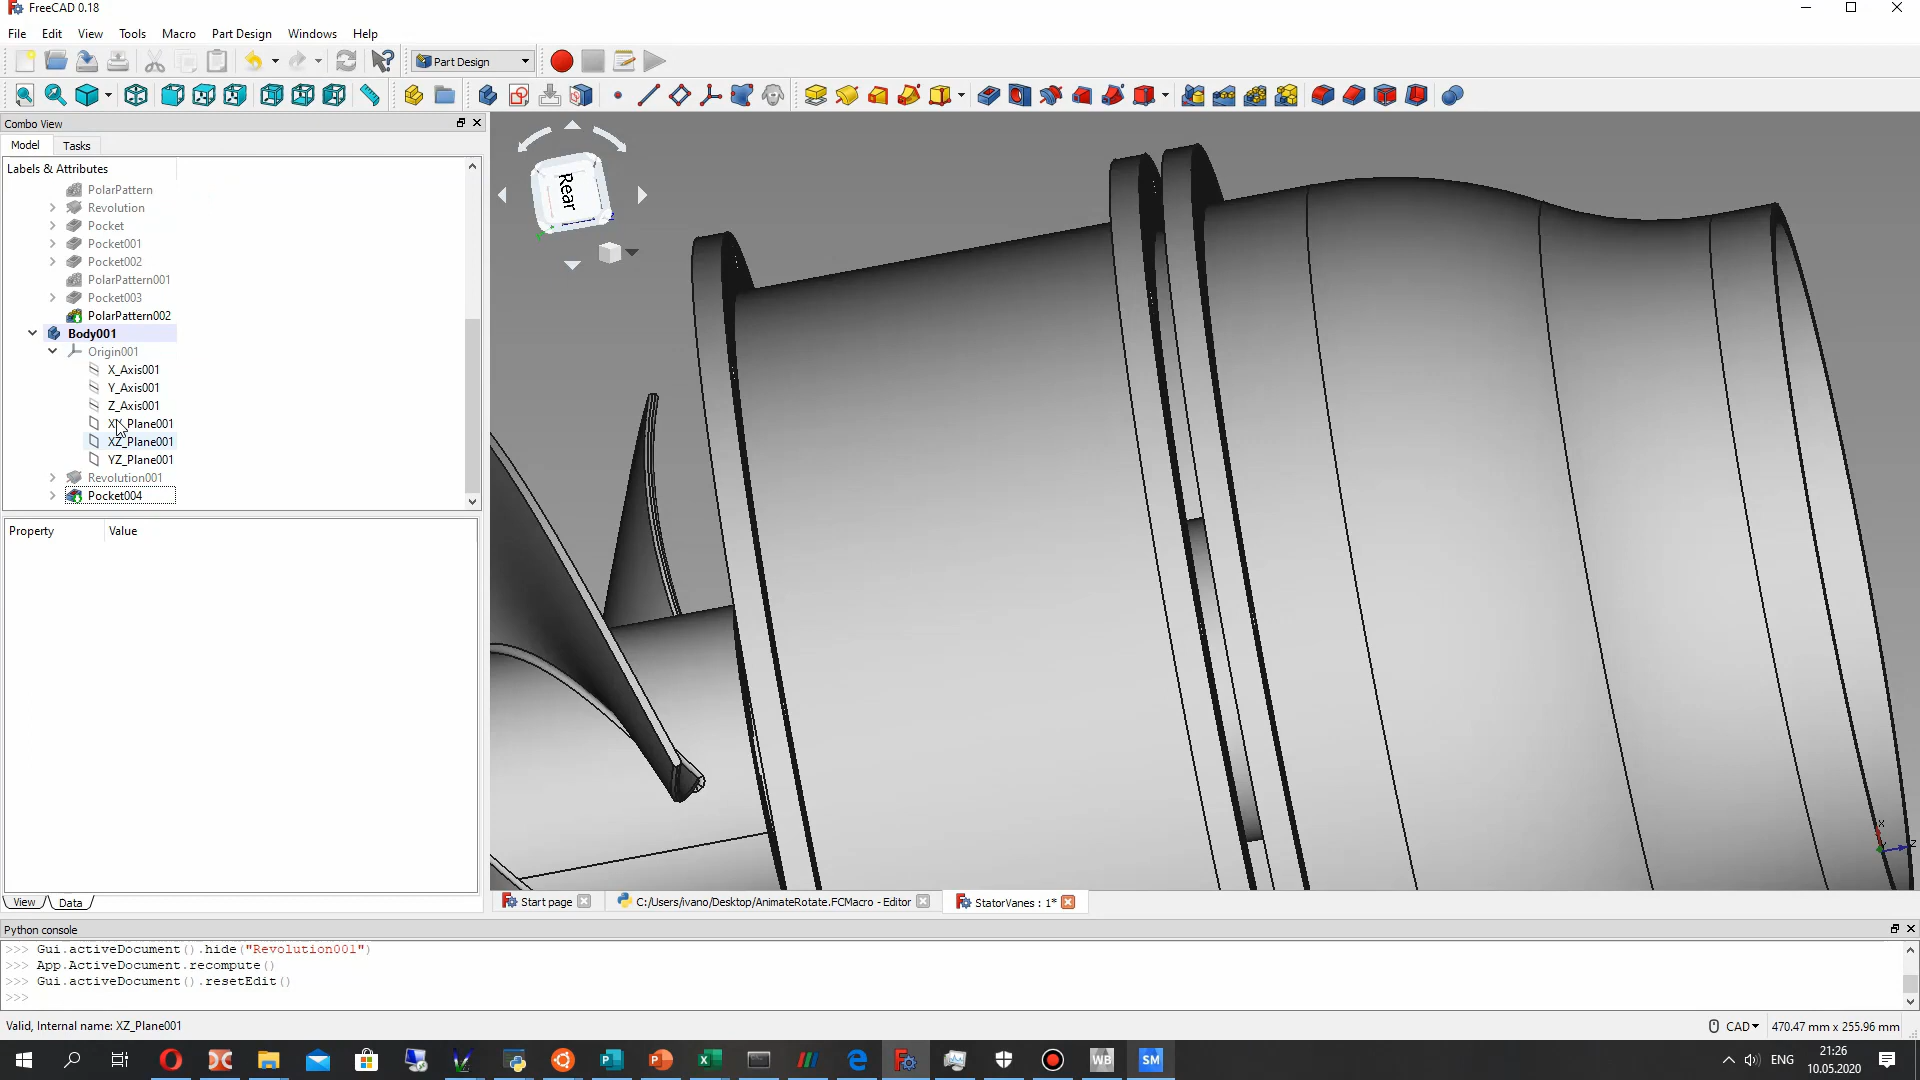 FreeCAD 0.18
File Edit View Tools Macro Part Design Windows Help
Part Design
Combo View
Model Tasks
Labels & Attributes
PolarPattern
Revolution
Pocket
Pocket001
Pocket002
PolarPattern001
Pocket003
PolarPattern002
Body001
Origin001
X_Axis001
Y_Axis001
Z_Axis001
XY_Plane001
XZ_Plane001
YZ_Plane001
Revolution001
Pocket004
Property Value
Rear
X
Z
View Data
Start page C:/Users/ivano/Desktop/AnimateRotate.FCMacro - Editor StatorVanes : 1*
Python console
>>> Gui.activeDocument().hide("Revolution001")
>>> App.ActiveDocument.recompute()
>>> Gui.activeDocument().resetEdit()
>>>
Valid, Internal name: XZ_Plane001
CAD 470.47 mm x 255.96 mm
WB SM
ENG
21:26
10.05.2020